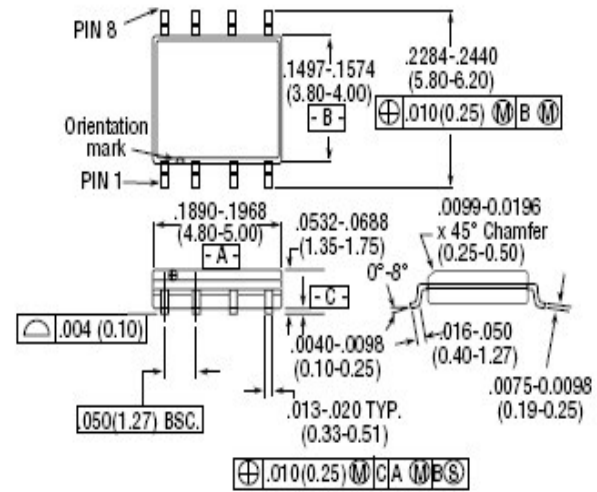 PIN 8
.1497-.1574
(3.80-4.00)
- B -
.2284-.2440
(5.80-6.20)
⌖ .010(0.25) Ⓜ B Ⓜ
Orientation
mark
PIN 1
.1890-.1968
(4.80-5.00)
- A -
.0532-.0688
(1.35-1.75)
- C -
.0099-0.0196
x 45° Chamfer
(0.25-0.50)
0°-8°
⌓ .004 (0.10)
.0040-.0098
(0.10-0.25)
.016-.050
(0.40-1.27)
.0075-0.0098
(0.19-0.25)
.050(1.27) BSC.
.013-.020 TYP.
(0.33-0.51)
⌖ .010(0.25) Ⓜ C A Ⓜ B Ⓢ